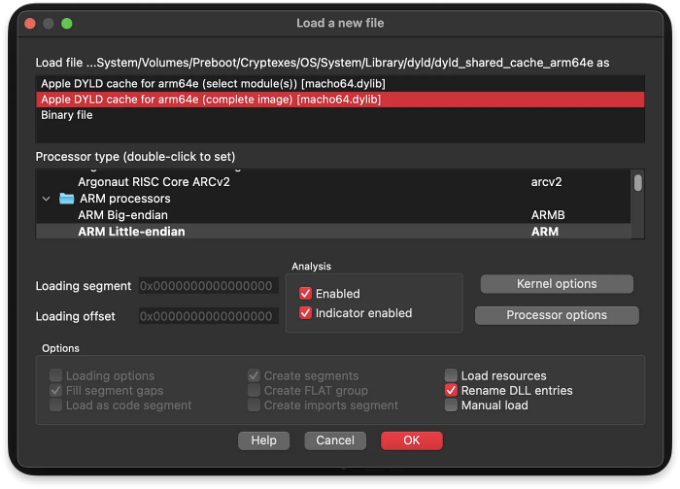 Load a new file
Load file ...System/Volumes/Preboot/Cryptexes/OS/System/Library/dyld/dyld_shared_cache_arm64e as
Apple DYLD cache for arm64e (select module(s)) [macho64.dylib]
Apple DYLD cache for arm64e (complete image) [macho64.dylib]
Binary file
Processor type (double-click to set)
Argonaut RISC Core ARCv2 arcv2
ARM processors
ARM Big-endian ARMB
ARM Little-endian ARM
Analysis
Loading segment 0x0000000000000000
Enabled
Kernel options
Loading offset 0x0000000000000000
Indicator enabled
Processor options
Options
Loading options Create segments Load resources
Fill segment gaps Create FLAT group Rename DLL entries
Load as code segment Create imports segment Manual load
Help Cancel OK